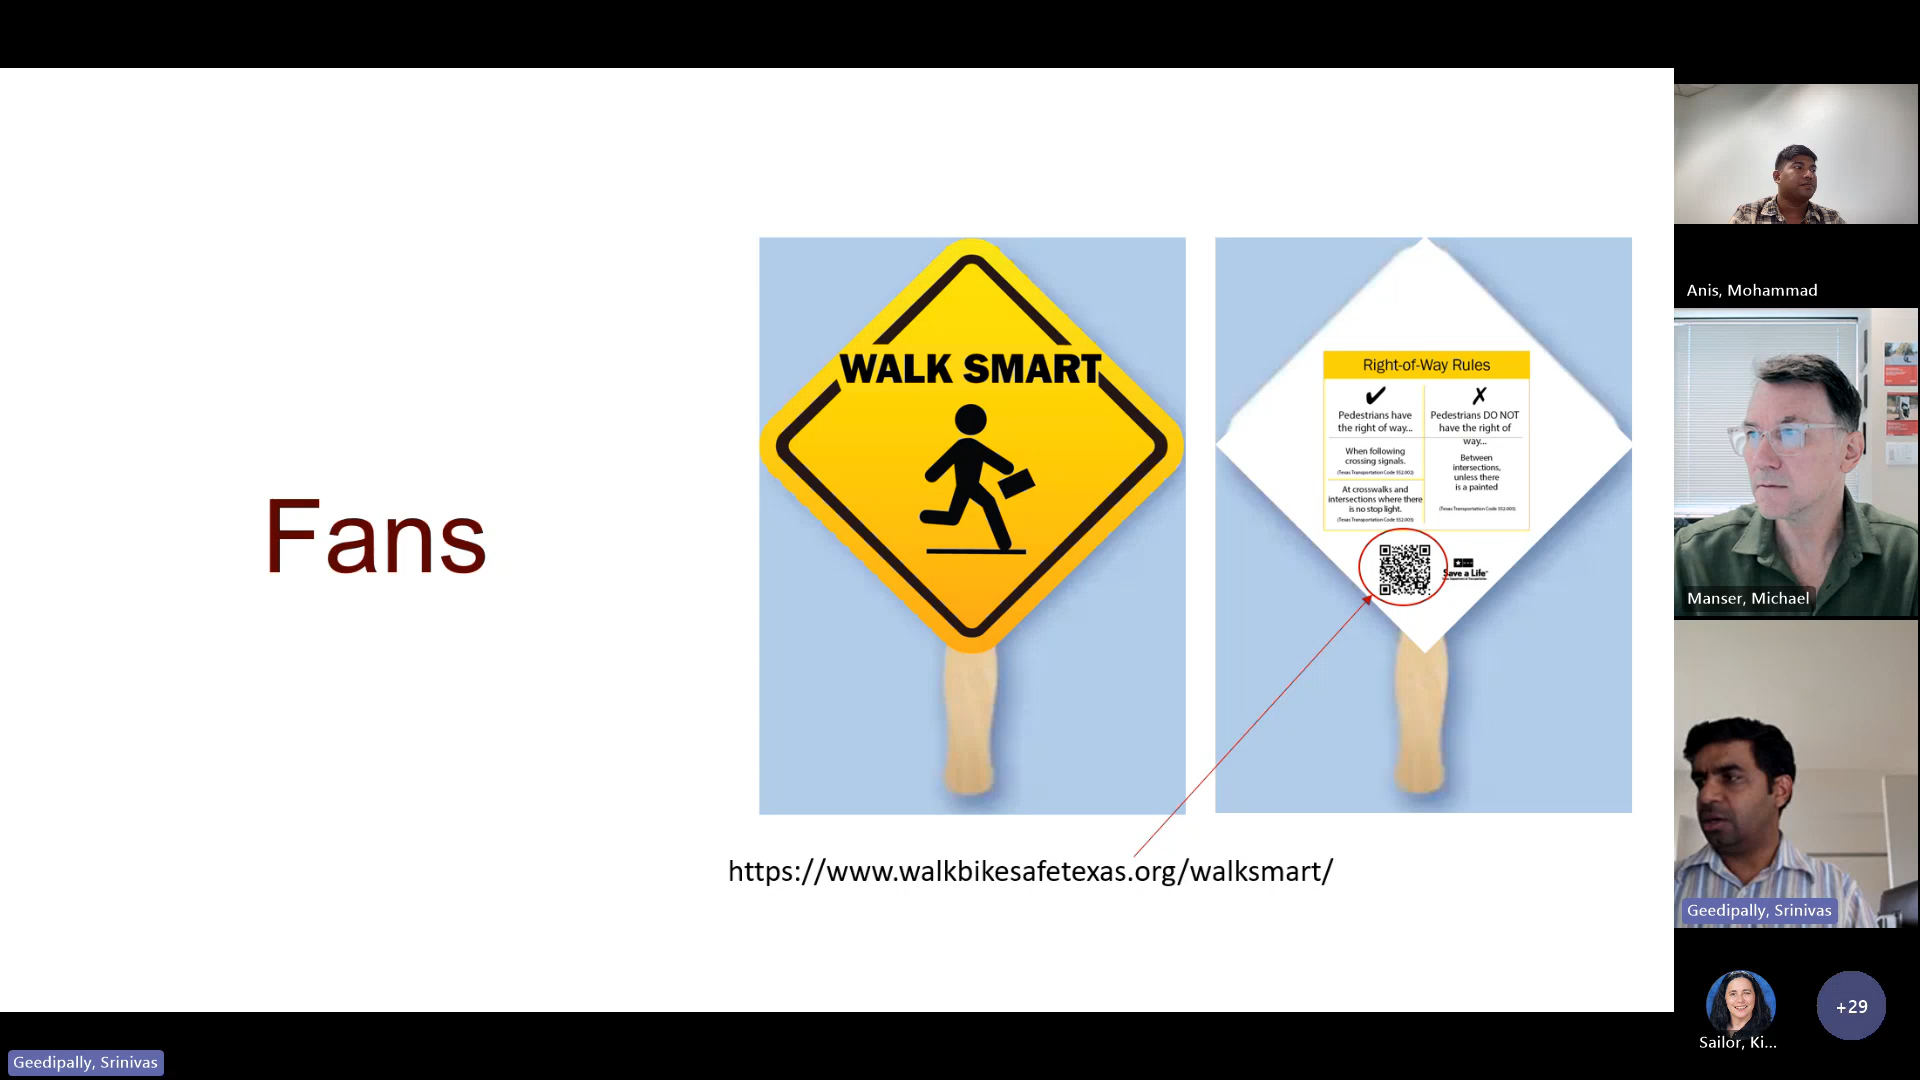 Fans
WALK SMART
Right-of-Way Rules
✔
Pedestrians have
the right of way...
When following
crossing signals.
(Texas Transportation Code 552.002)
At crosswalks and
intersections where there
is no stop light.
(Texas Transportation Code 552.003)
✗
Pedestrians DO NOT
have the right of
way...
Between
intersections,
unless there
is a painted
(Texas Transportation Code 552.005)
Save a Life
https://www.walkbikesafetexas.org/walksmart/
Anis, Mohammad
Manser, Michael
Geedipally, Srinivas
Sailor, Ki...
+29
Geedipally, Srinivas